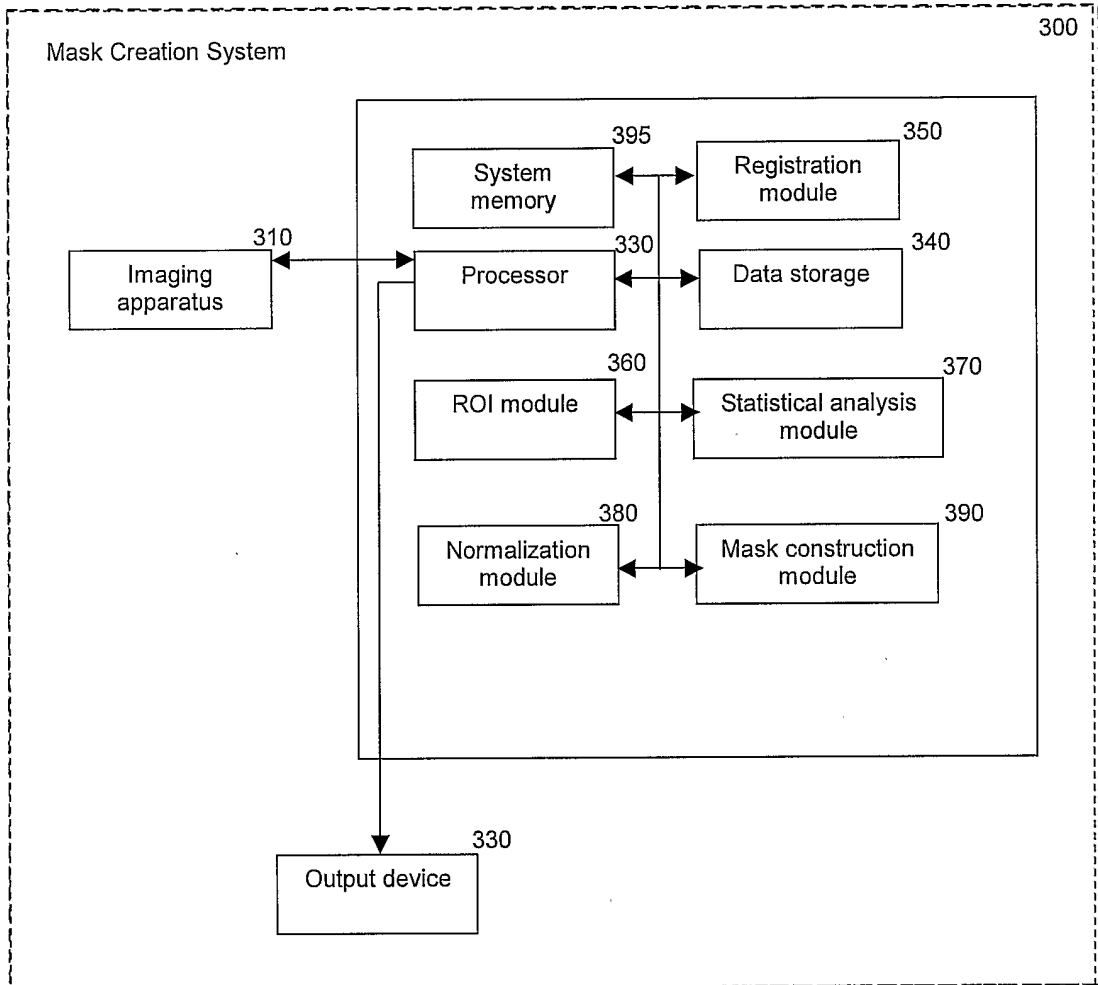 300
Mask Creation System
395
350
System
memory
Registration
module
310
330
340
Imaging
apparatus
Processor
Data storage
360
370
ROI module
Statistical analysis
module
380
390
Normalization
module
Mask construction
module
330
Output device